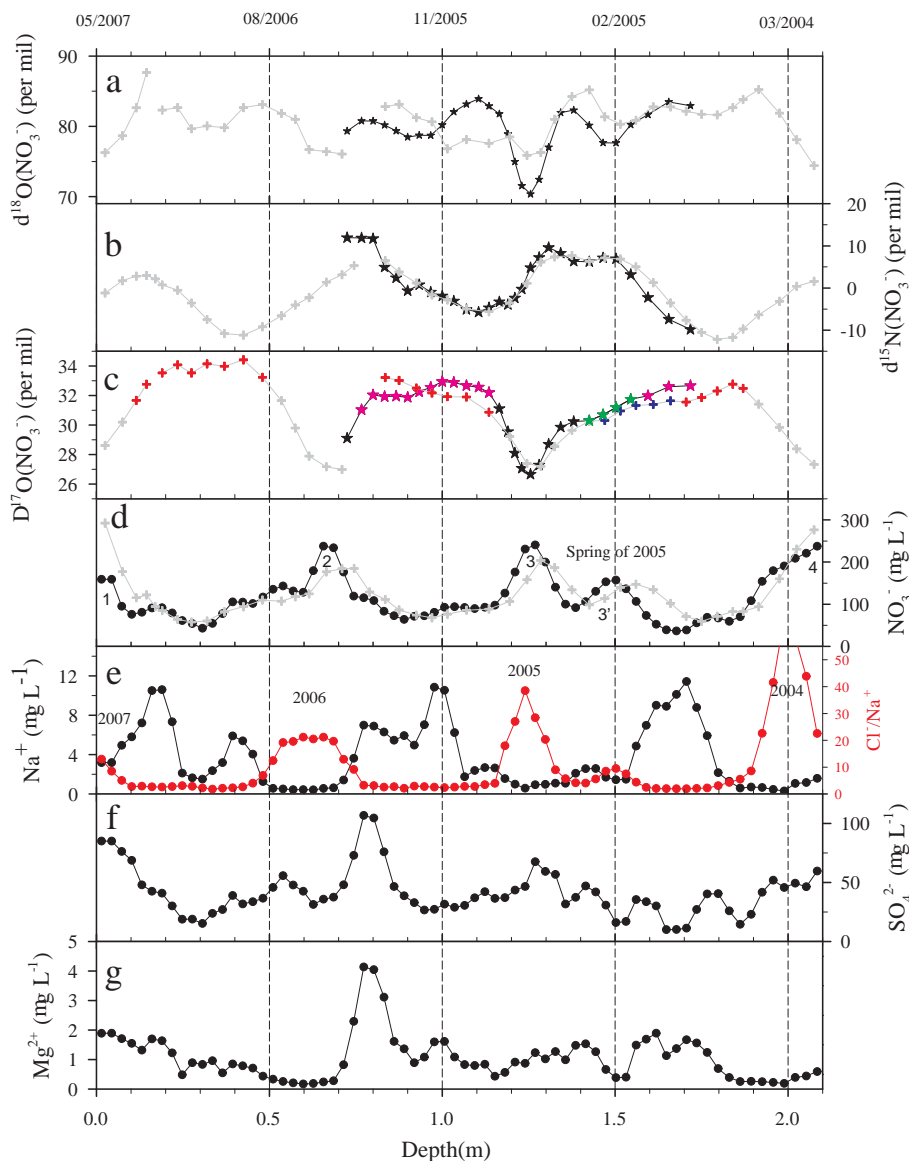 05/2007 08/2006 11/2005 02/2005 03/2004
a
90
80
70
d¹⁸O(NO₃⁻) (per mil)
b
20
10
0
-10
d¹⁵N(NO₃⁻) (per mil)
c
34
32
30
28
26
D¹⁷O(NO₃⁻) (per mil)
d
1
2
3
Spring of 2005
3'
4
300
200
100
0
NO₃⁻ (mg L⁻¹)
e
12
8
4
0
Na⁺ (mg L⁻¹)
2007
2006
2005
2004
60
40
20
10
0
Cl⁻/Na⁺
f
100
50
0
SO₄²⁻ (mg L⁻¹)
g
5
4
3
2
1
0
Mg²⁺ (mg L⁻¹)
0.0 0.5 1.0 1.5 2.0
Depth(m)